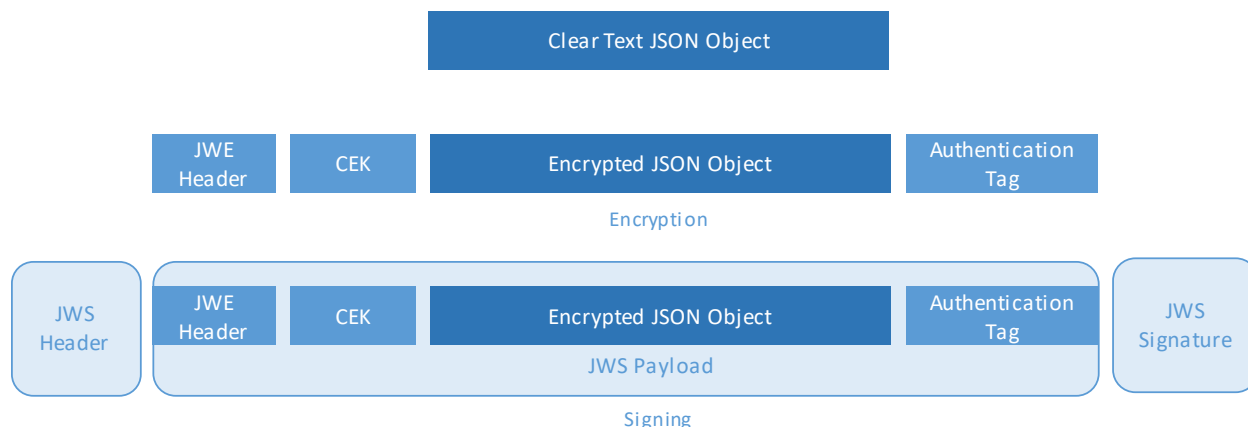 Clear Text JSON Object
JWE
Header
CEK
Encrypted JSON Object
Authentication
Tag
Encryption
JWS
Header
JWE
Header
CEK
Encrypted JSON Object
Authentication
Tag
JWS Payload
JWS
Signature
Signing